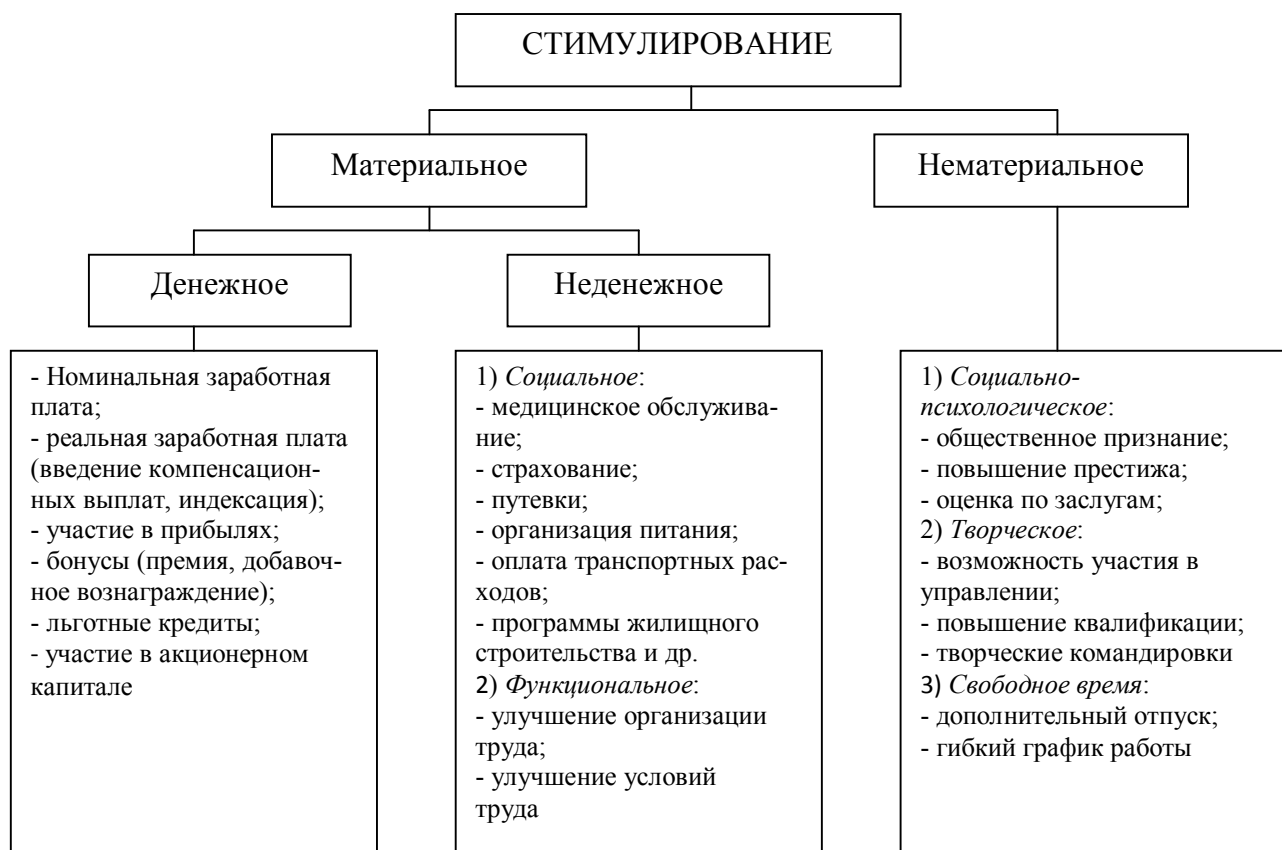 СТИМУЛИРОВАНИЕ
Материальное
Нематериальное
Денежное
Неденежное
- Номинальная заработная
плата;
- реальная заработная плата
(введение компенсацион-
ных выплат, индексация);
- участие в прибылях;
- бонусы (премия, добавоч-
ное вознаграждение);
- льготные кредиты;
- участие в акционерном
капитале
1) Социальное:
- медицинское обслужива-
ние;
- страхование;
- путевки;
- организация питания;
- оплата транспортных рас-
ходов;
- программы жилищного
строительства и др.
2) Функциональное:
- улучшение организации
труда;
- улучшение условий
труда
1) Социально-
психологическое:
- общественное признание;
- повышение престижа;
- оценка по заслугам;
2) Творческое:
- возможность участия в
управлении;
- повышение квалификации;
- творческие командировки
3) Свободное время:
- дополнительный отпуск;
- гибкий график работы